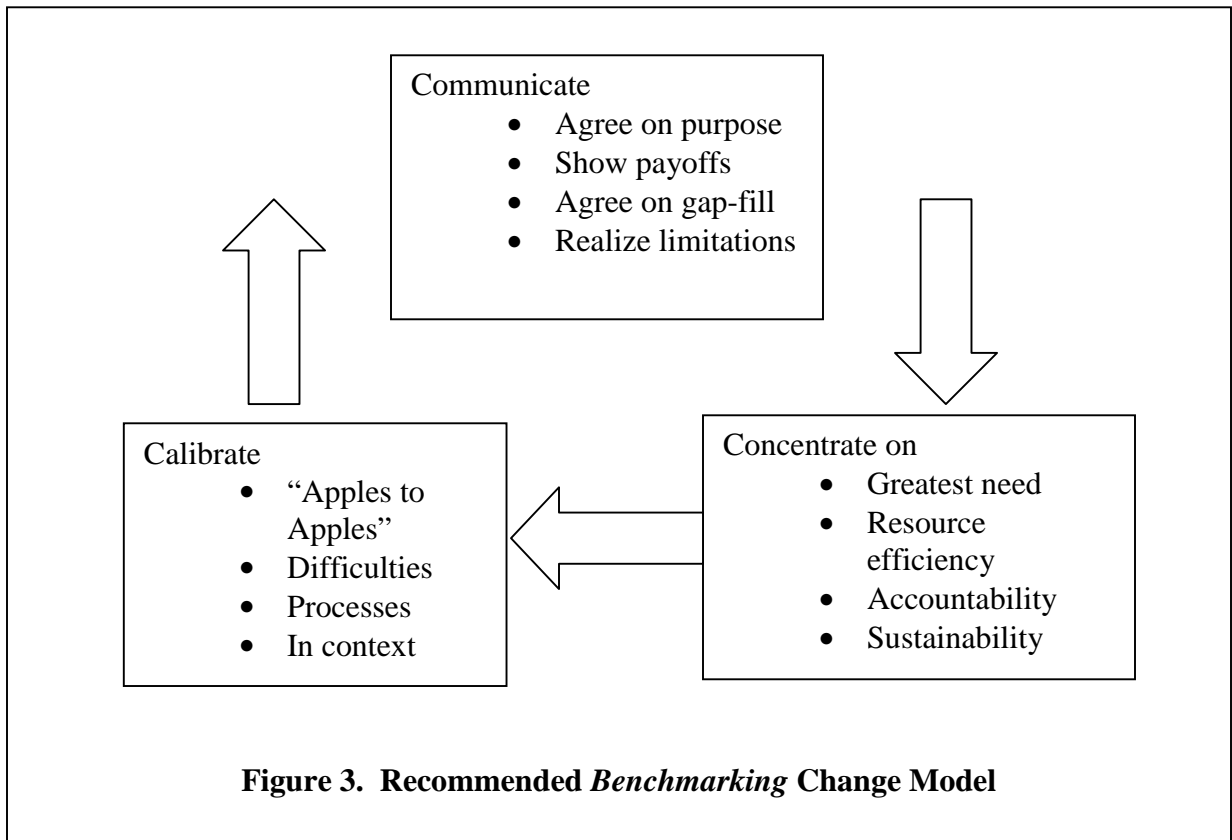 Communicate
• Agree on purpose
• Show payoffs
• Agree on gap-fill
• Realize limitations
Calibrate
• “Apples to
Apples”
• Difficulties
• Processes
• In context
Concentrate on
• Greatest need
• Resource
efficiency
• Accountability
• Sustainability
Figure 3. Recommended Benchmarking Change Model